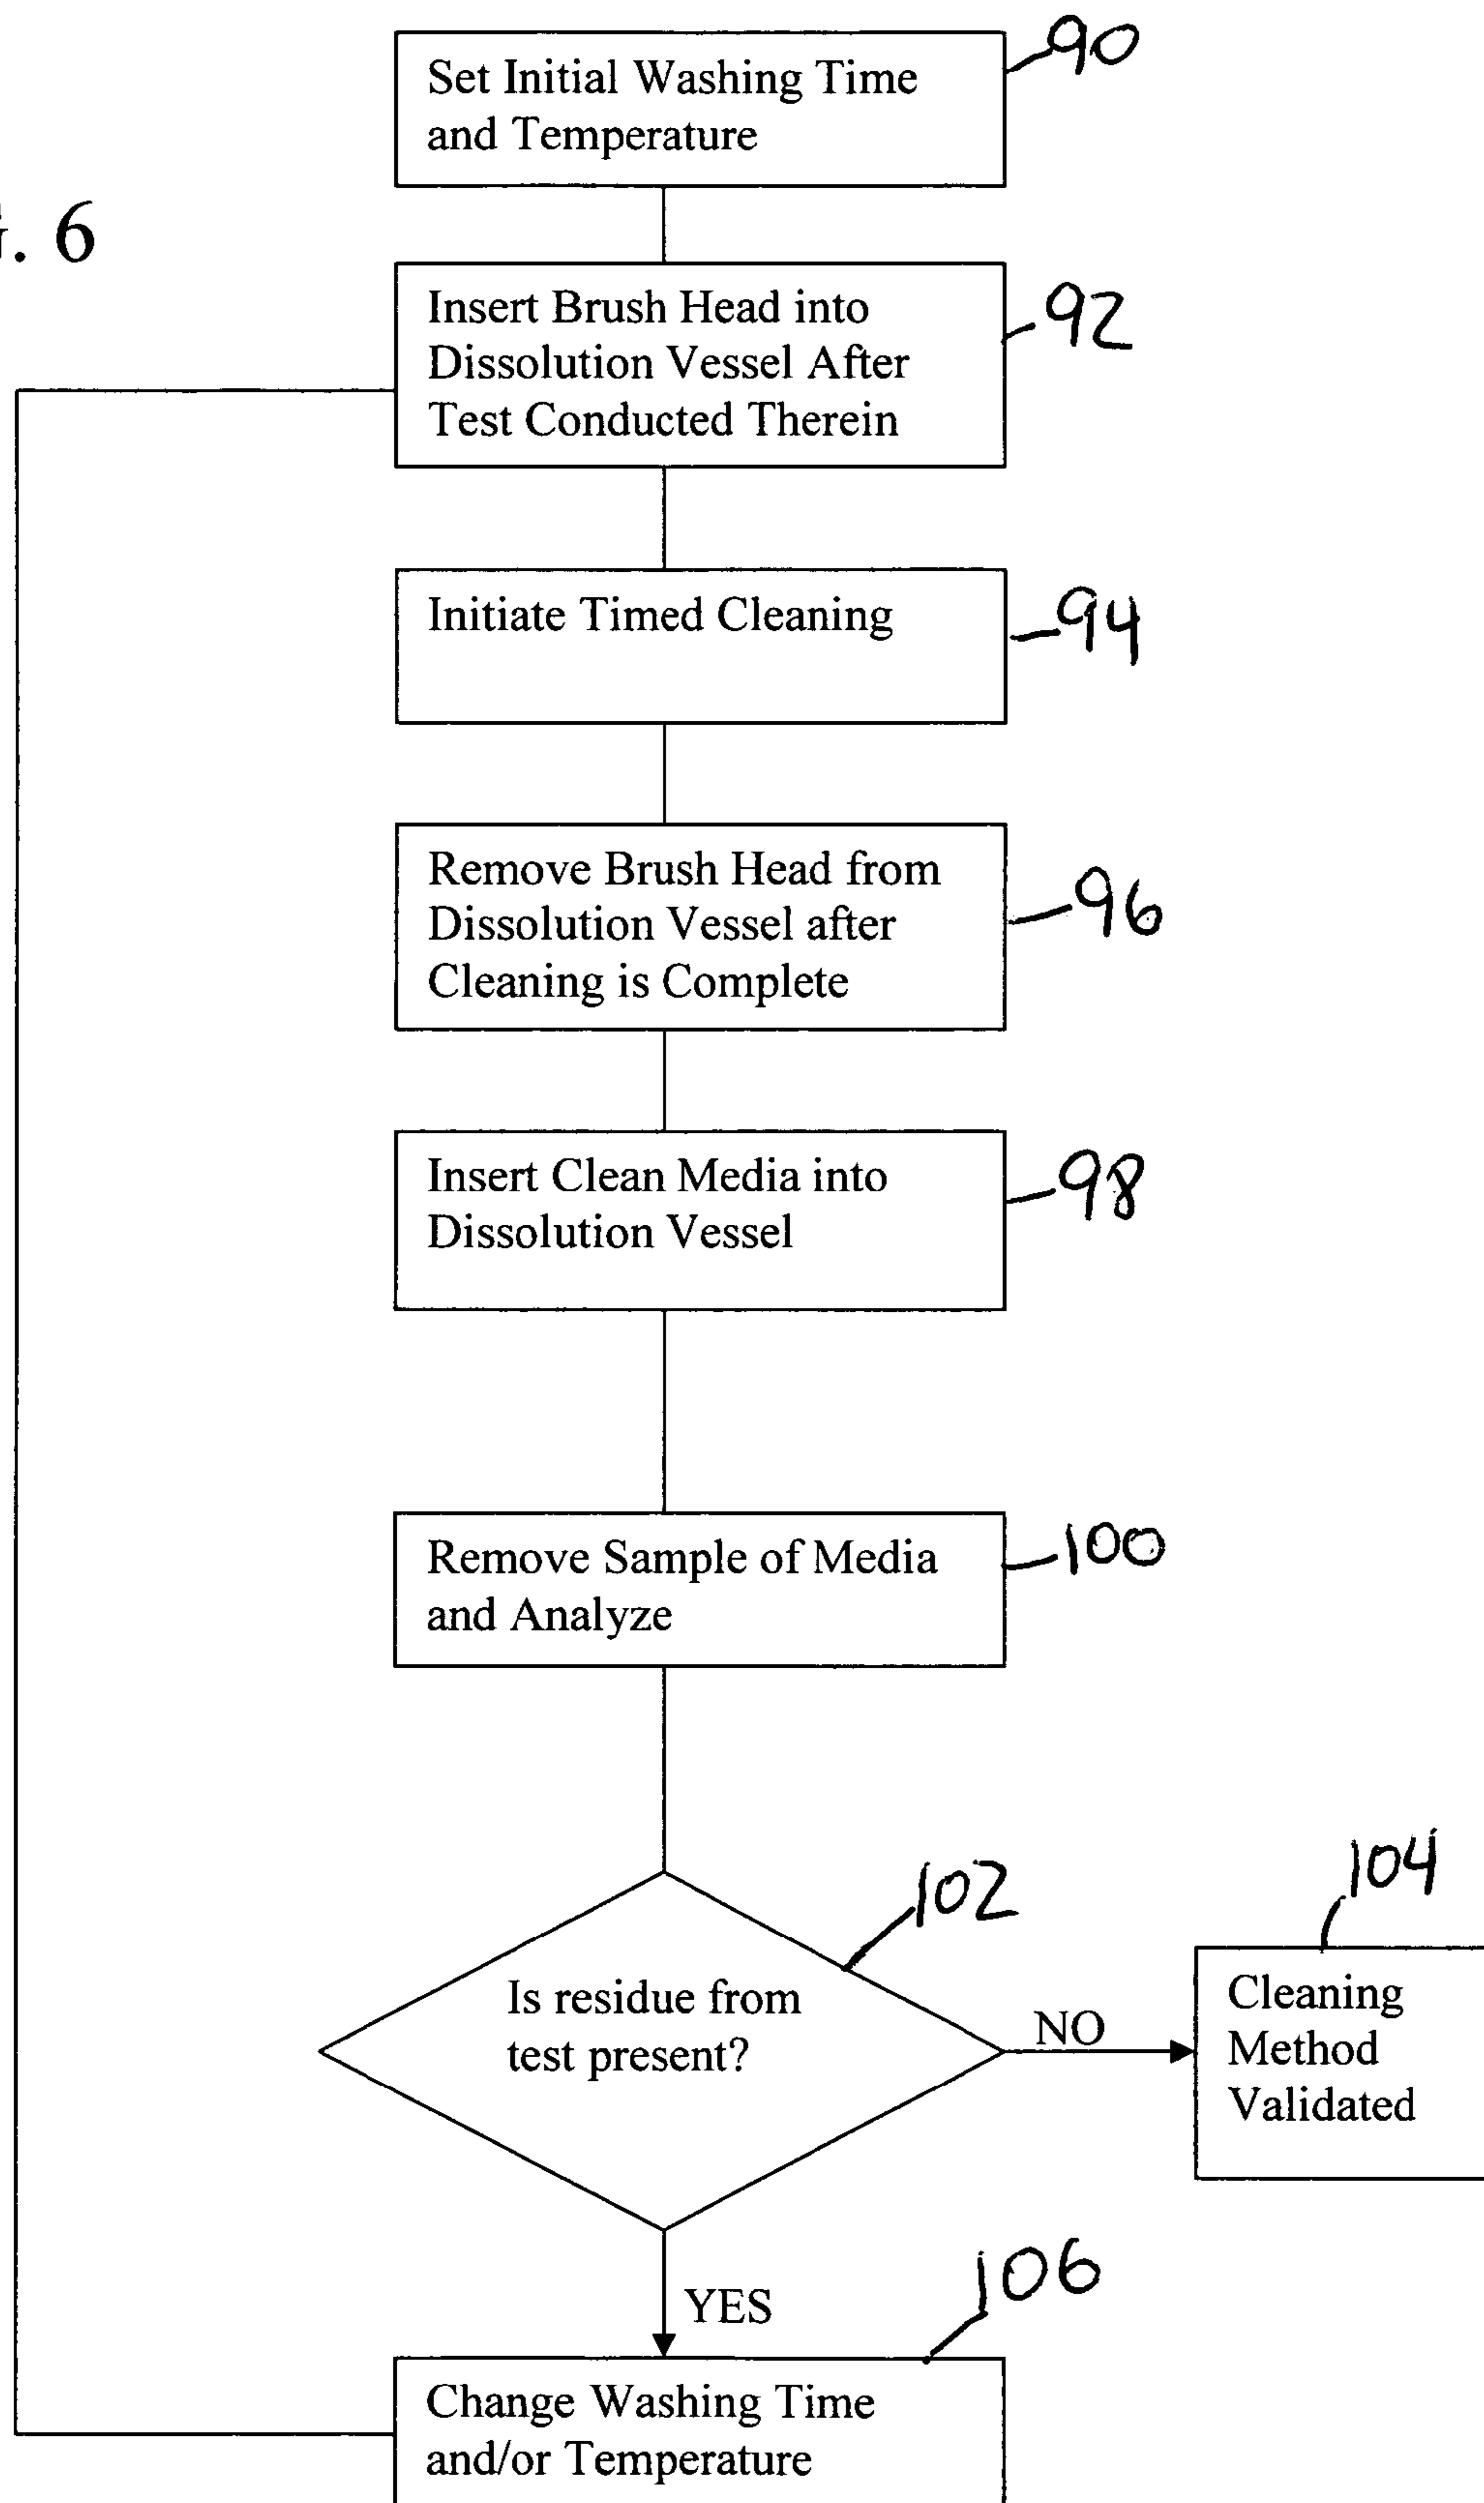 90
Set Initial Washing Time
and Temperature
. 6
92
Insert Brush Head into
Dissolution Vessel After
Test Conducted Therein
94
Initiate Timed Cleaning
96
Remove Brush Head from
Dissolution Vessel after
Cleaning is Complete
98
Insert Clean Media into
Dissolution Vessel
100
Remove Sample of Media
and Analyze
102
Is residue from
test present?
NO
104
Cleaning
Method
Validated
YES
106
Change Washing Time
and/or Temperature